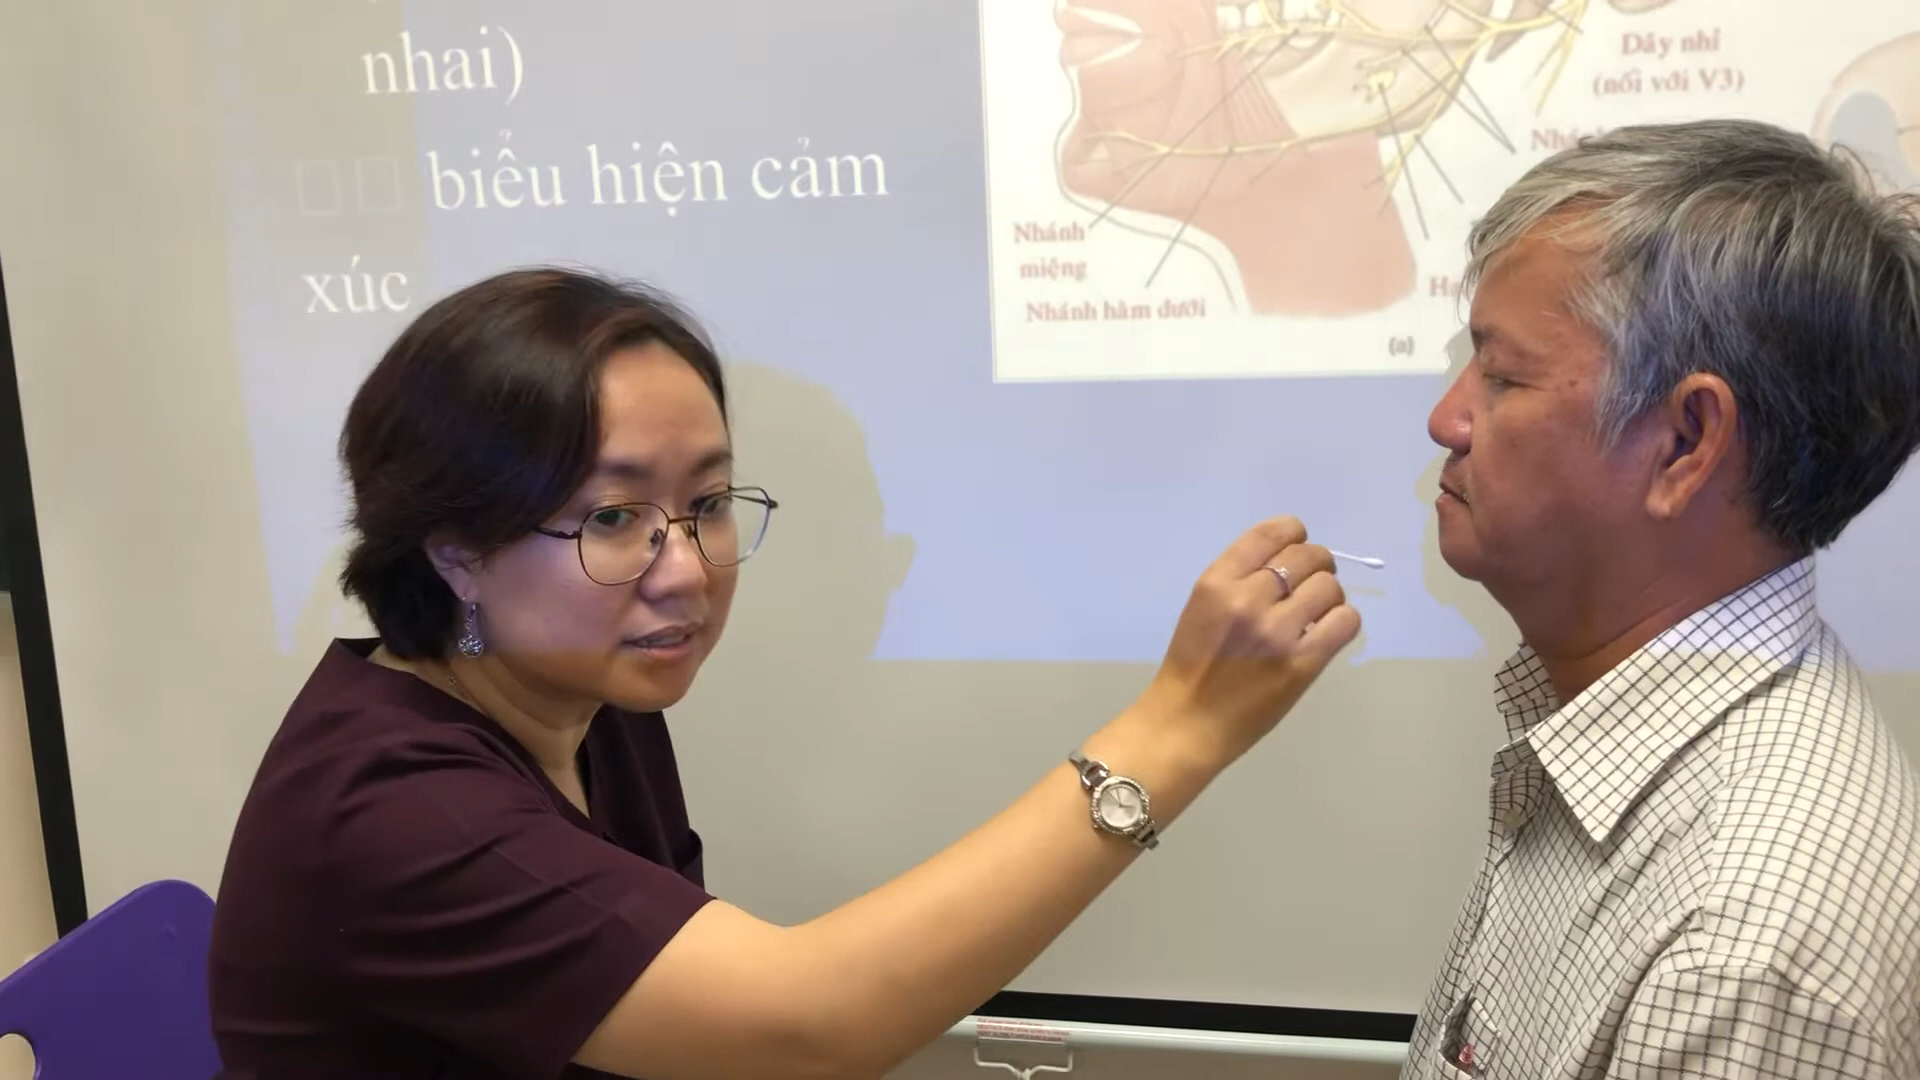 nhai)
biểu hiện cảm
xúc
Dây nhĩ
(nối với V3)
Nhánh
miệng
Nhánh hàm dưới
(a)